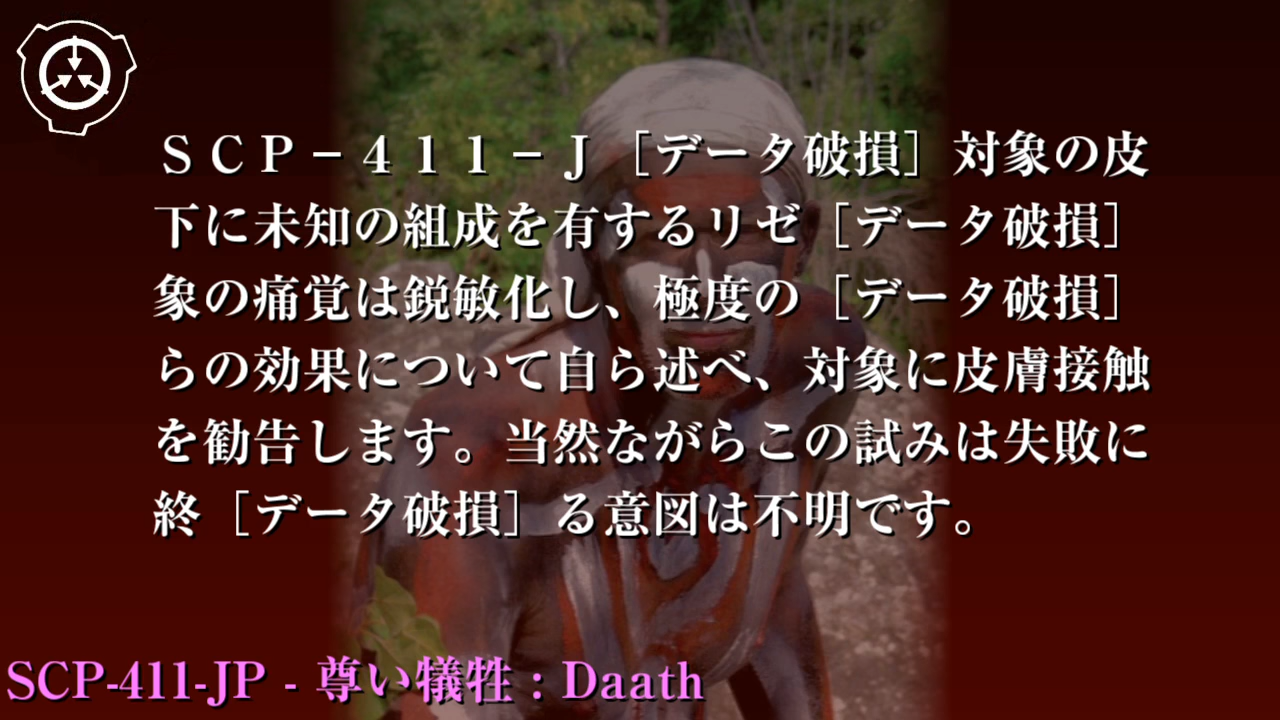 ＳＣＰ－４１１－Ｊ［データ破損］対象の皮
下に未知の組成を有するリゼ［データ破損］
象の痛覚は鋭敏化し、極度の［データ破損］
らの効果について自ら述べ、対象に皮膚接触
を勧告します。当然ながらこの試みは失敗に
終［データ破損］る意図は不明です。
SCP-411-JP - 尊い犠牲：Daath